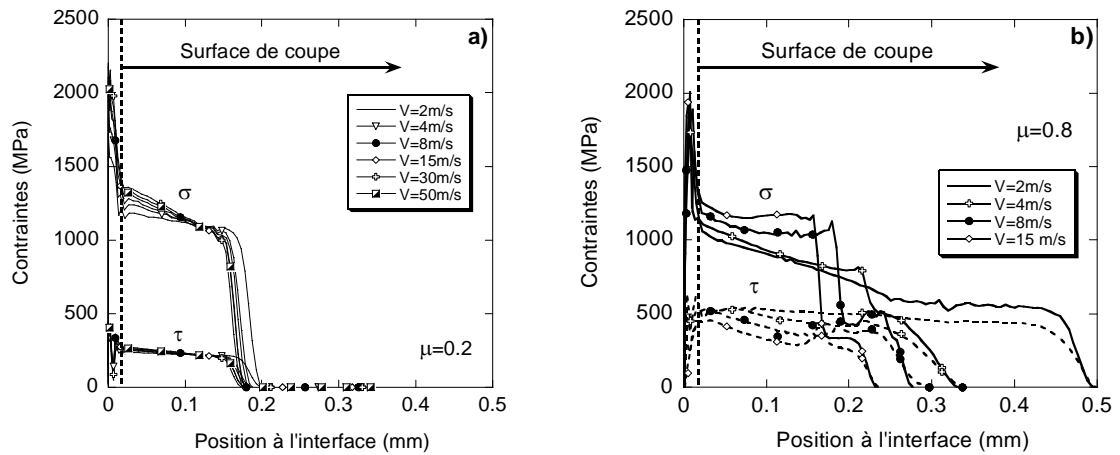 a)
Surface de coupe
V=2m/s
V=4m/s
V=8m/s
V=15m/s
V=30m/s
V=50m/s
σ
τ
μ=0.2
Contraintes (MPa)
2500
2000
1500
1000
500
0
0
0.1
0.2
0.3
0.4
0.5
Position à l'interface (mm)
b)
Surface de coupe
μ=0.8
V=2m/s
V=4m/s
V=8m/s
V=15 m/s
σ
τ
Contraintes (MPa)
2500
2000
1500
1000
500
0
0
0.1
0.2
0.3
0.4
0.5
Position à l'interface (mm)